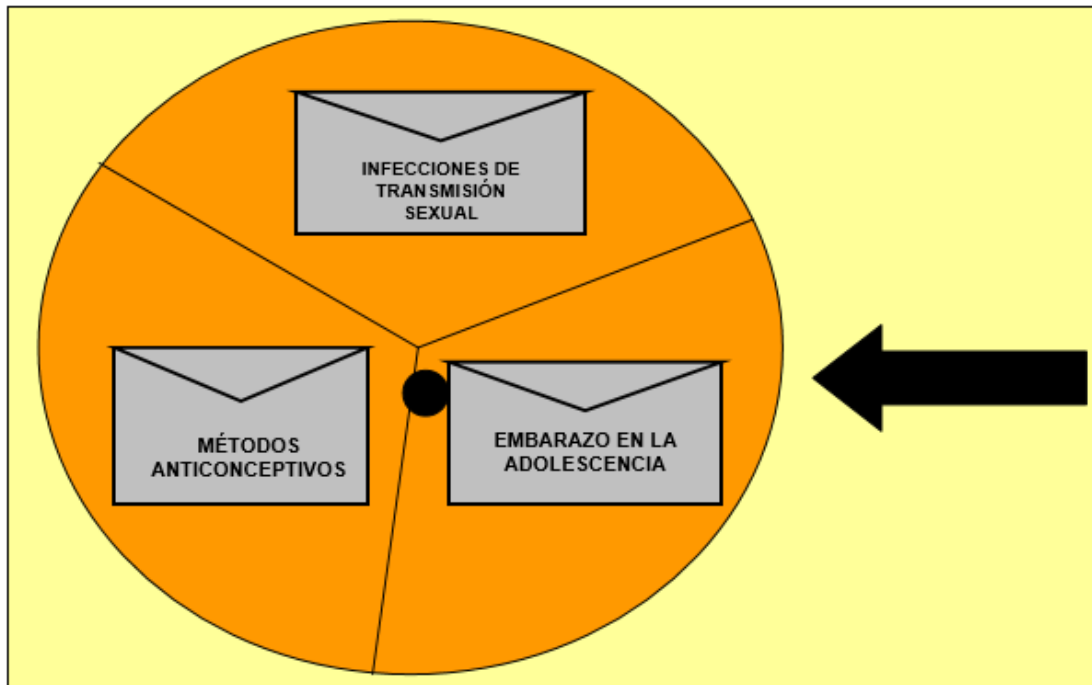 INFECCIONES DE
TRANSMISIÓN
SEXUAL
MÉTODOS
ANTICONCEPTIVOS
EMBARAZO EN LA
ADOLESCENCIA